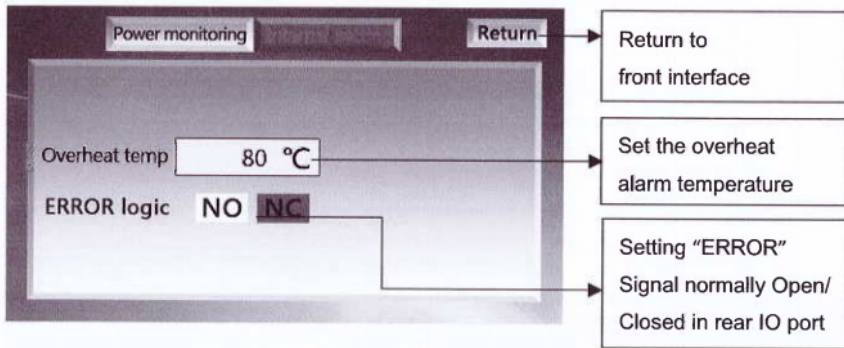 Power monitoring
Return
Return to
front interface
Overheat temp 80 ℃
Set the overheat
alarm temperature
ERROR logic NO NC
Setting “ERROR”
Signal normally Open/
Closed in rear IO port